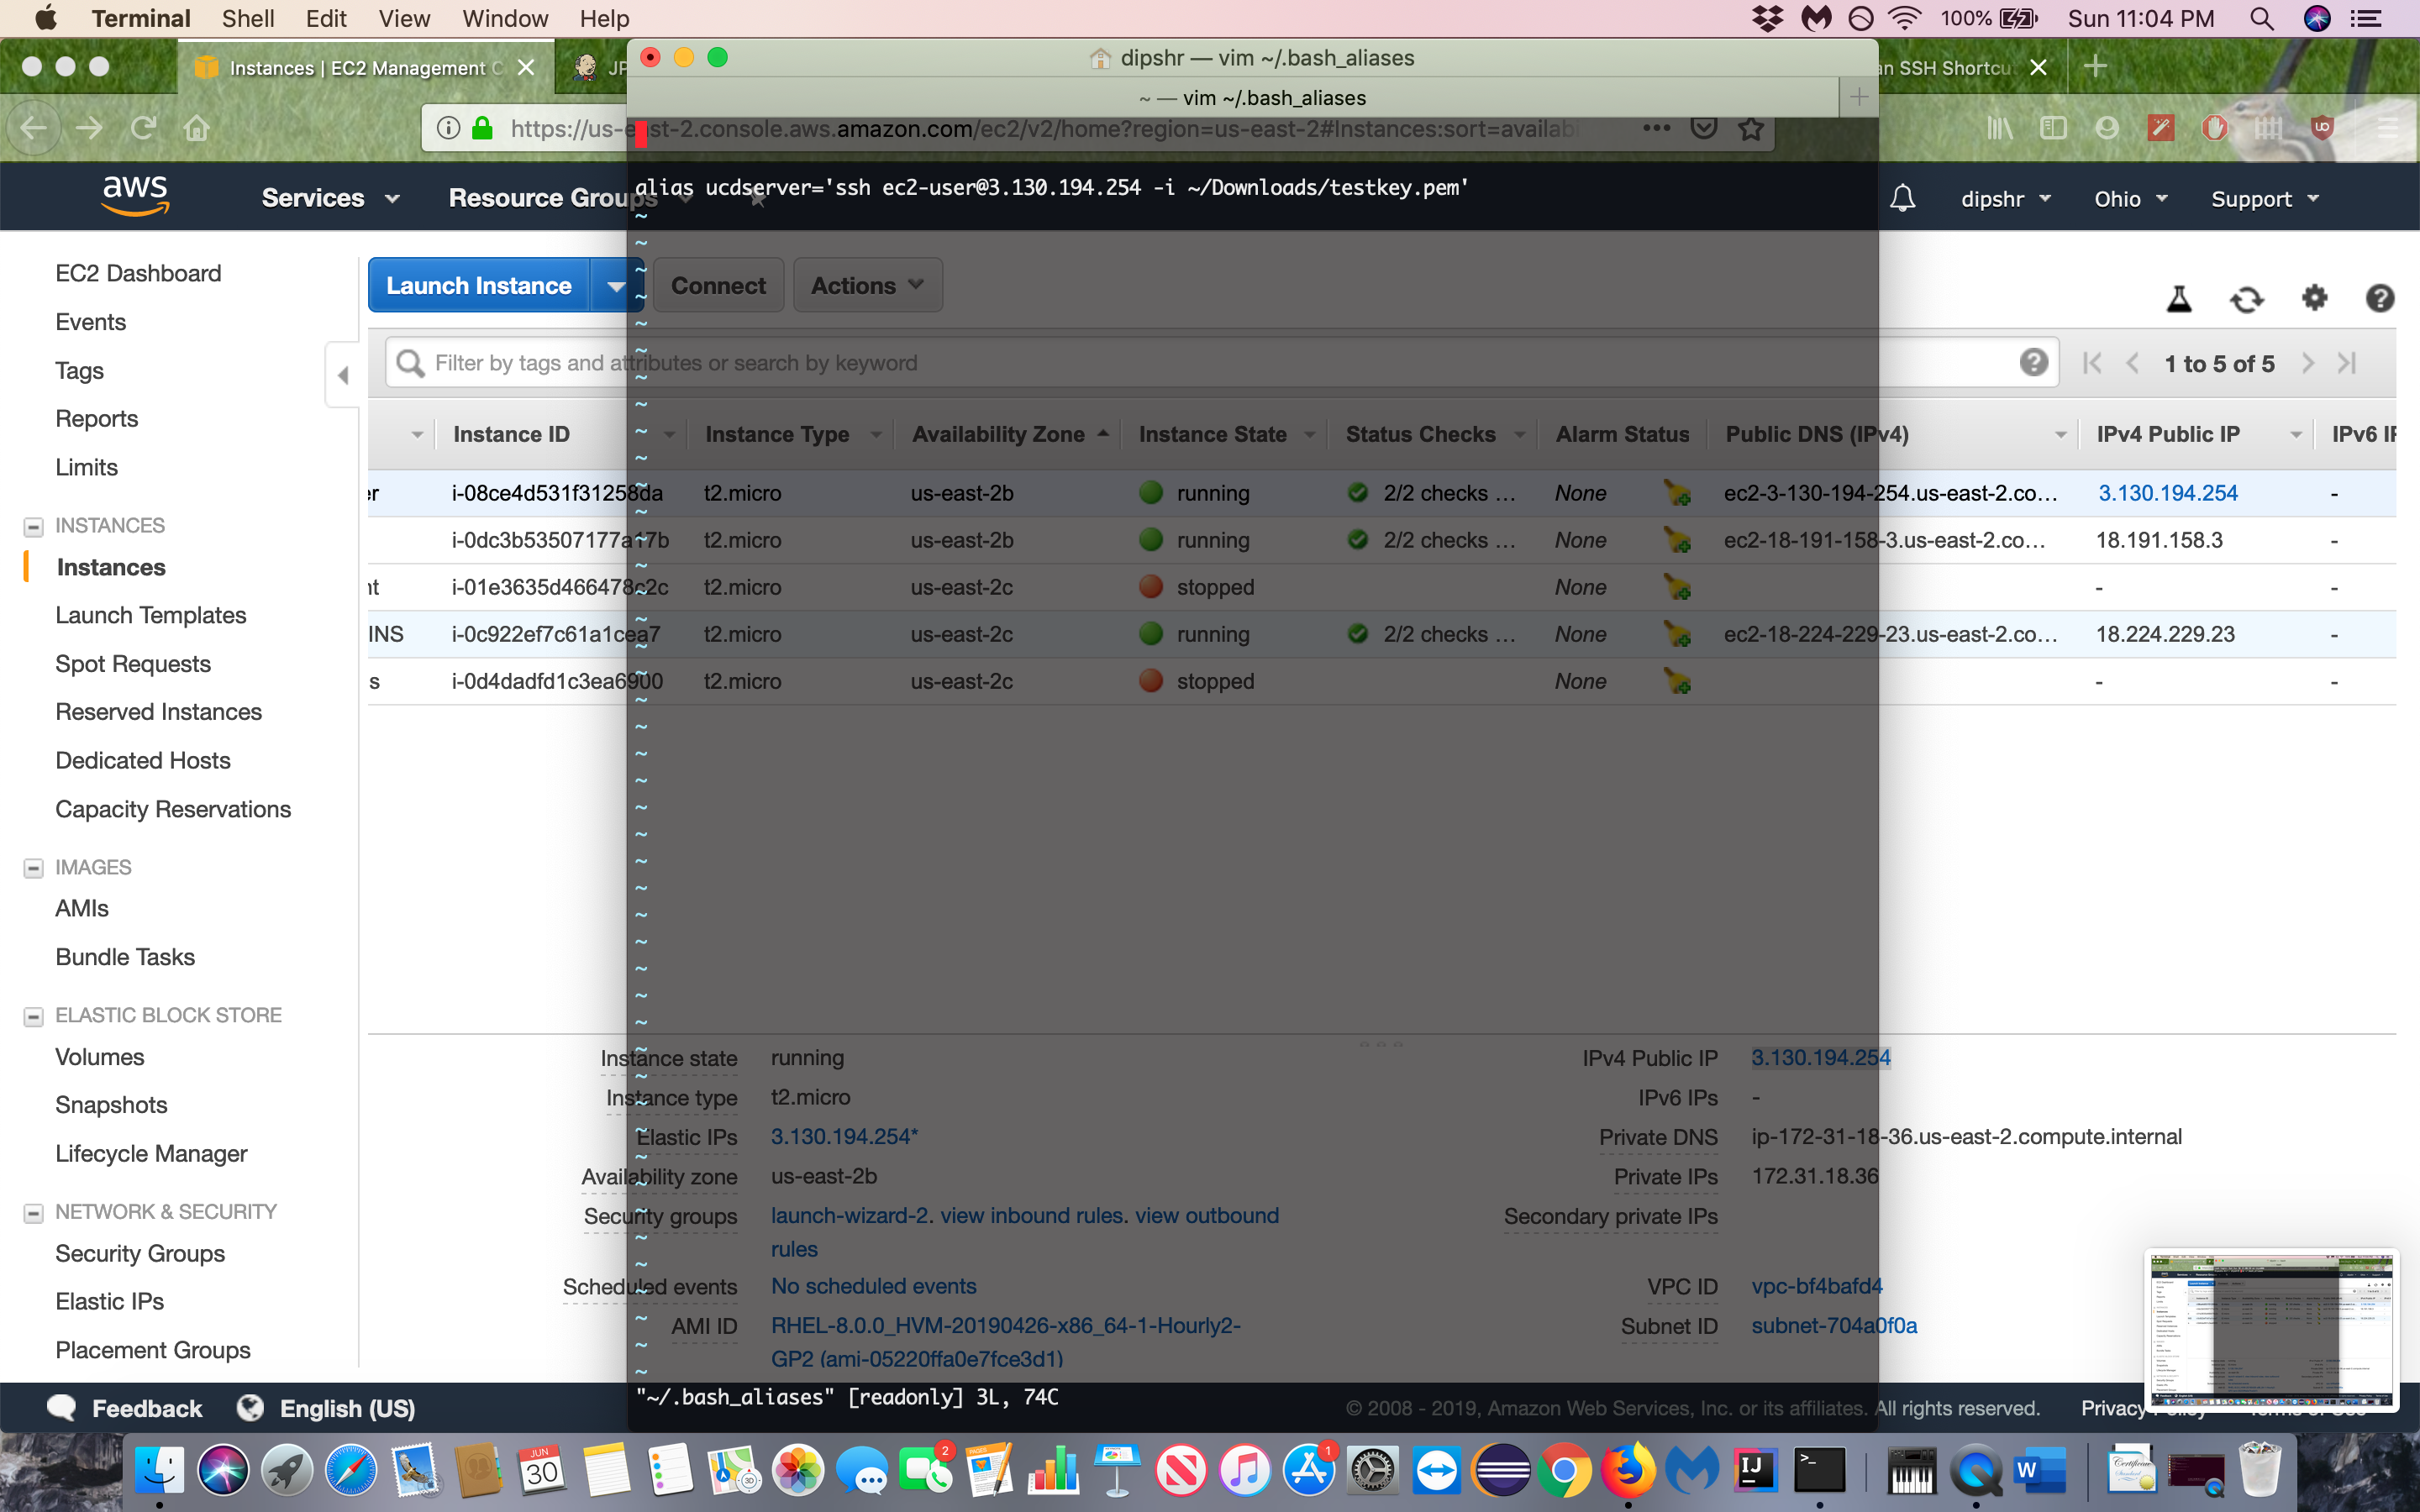 Terminal Shell Edit View Window Help
100% Sun 11:04 PM
Instances | EC2 Management C
JP
dipshr — vim ~/.bash_aliases
an SSH Shortcu
~ — vim ~/.bash_aliases
https://us-east-2.console.aws.amazon.com/ec2/v2/home?region=us-east-2#Instances:sort=availabi
aws
Services
Resource Groups
alias ucdserver='ssh ec2-user@3.130.194.254 -i ~/Downloads/testkey.pem'
dipshr
Ohio
Support
EC2 Dashboard
Events
Tags
Reports
Limits
INSTANCES
Instances
Launch Templates
Spot Requests
Reserved Instances
Dedicated Hosts
Capacity Reservations
IMAGES
AMIs
Bundle Tasks
ELASTIC BLOCK STORE
Volumes
Snapshots
Lifecycle Manager
NETWORK & SECURITY
Security Groups
Elastic IPs
Placement Groups
Launch Instance
Connect
Actions
Filter by tags and attributes or search by keyword
1 to 5 of 5
Instance ID Instance Type Availability Zone Instance State Status Checks Alarm Status Public DNS (IPv4) IPv4 Public IP IPv6 IF
er i-08ce4d531f31258da t2.micro us-east-2b running 2/2 checks ... None ec2-3-130-194-254.us-east-2.co... 3.130.194.254 -
i-0dc3b53507177a17b t2.micro us-east-2b running 2/2 checks ... None ec2-18-191-158-3.us-east-2.co... 18.191.158.3 -
nt i-01e3635d466478c2c t2.micro us-east-2c stopped None - -
INS i-0c922ef7c61a1cea7 t2.micro us-east-2c running 2/2 checks ... None ec2-18-224-229-23.us-east-2.co... 18.224.229.23 -
s i-0d4dadfd1c3ea6900 t2.micro us-east-2c stopped None - -
Instance state running IPv4 Public IP 3.130.194.254
Instance type t2.micro IPv6 IPs -
Elastic IPs 3.130.194.254* Private DNS ip-172-31-18-36.us-east-2.compute.internal
Availability zone us-east-2b Private IPs 172.31.18.36
Security groups launch-wizard-2. view inbound rules. view outbound Secondary private IPs
rules
Scheduled events No scheduled events VPC ID vpc-bf4bafd4
AMI ID RHEL-8.0.0_HVM-20190426-x86_64-1-Hourly2- Subnet ID subnet-704a0f0a
GP2 (ami-05220ffa0e7fce3d1)
"~/.bash_aliases" [readonly] 3L, 74C
Feedback
English (US)
© 2008 - 2019, Amazon Web Services, Inc. or its affiliates. All rights reserved.
Privacy Policy
Terms of Use
JUN
30
2
PAGES
1
IJ
>_
W